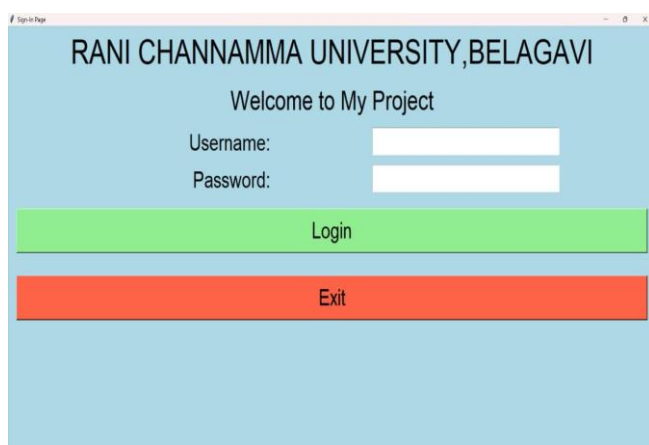 Sign-In Page
RANI CHANNAMMA UNIVERSITY,BELAGAVI
Welcome to My Project
Username:
Password:
Login
Exit